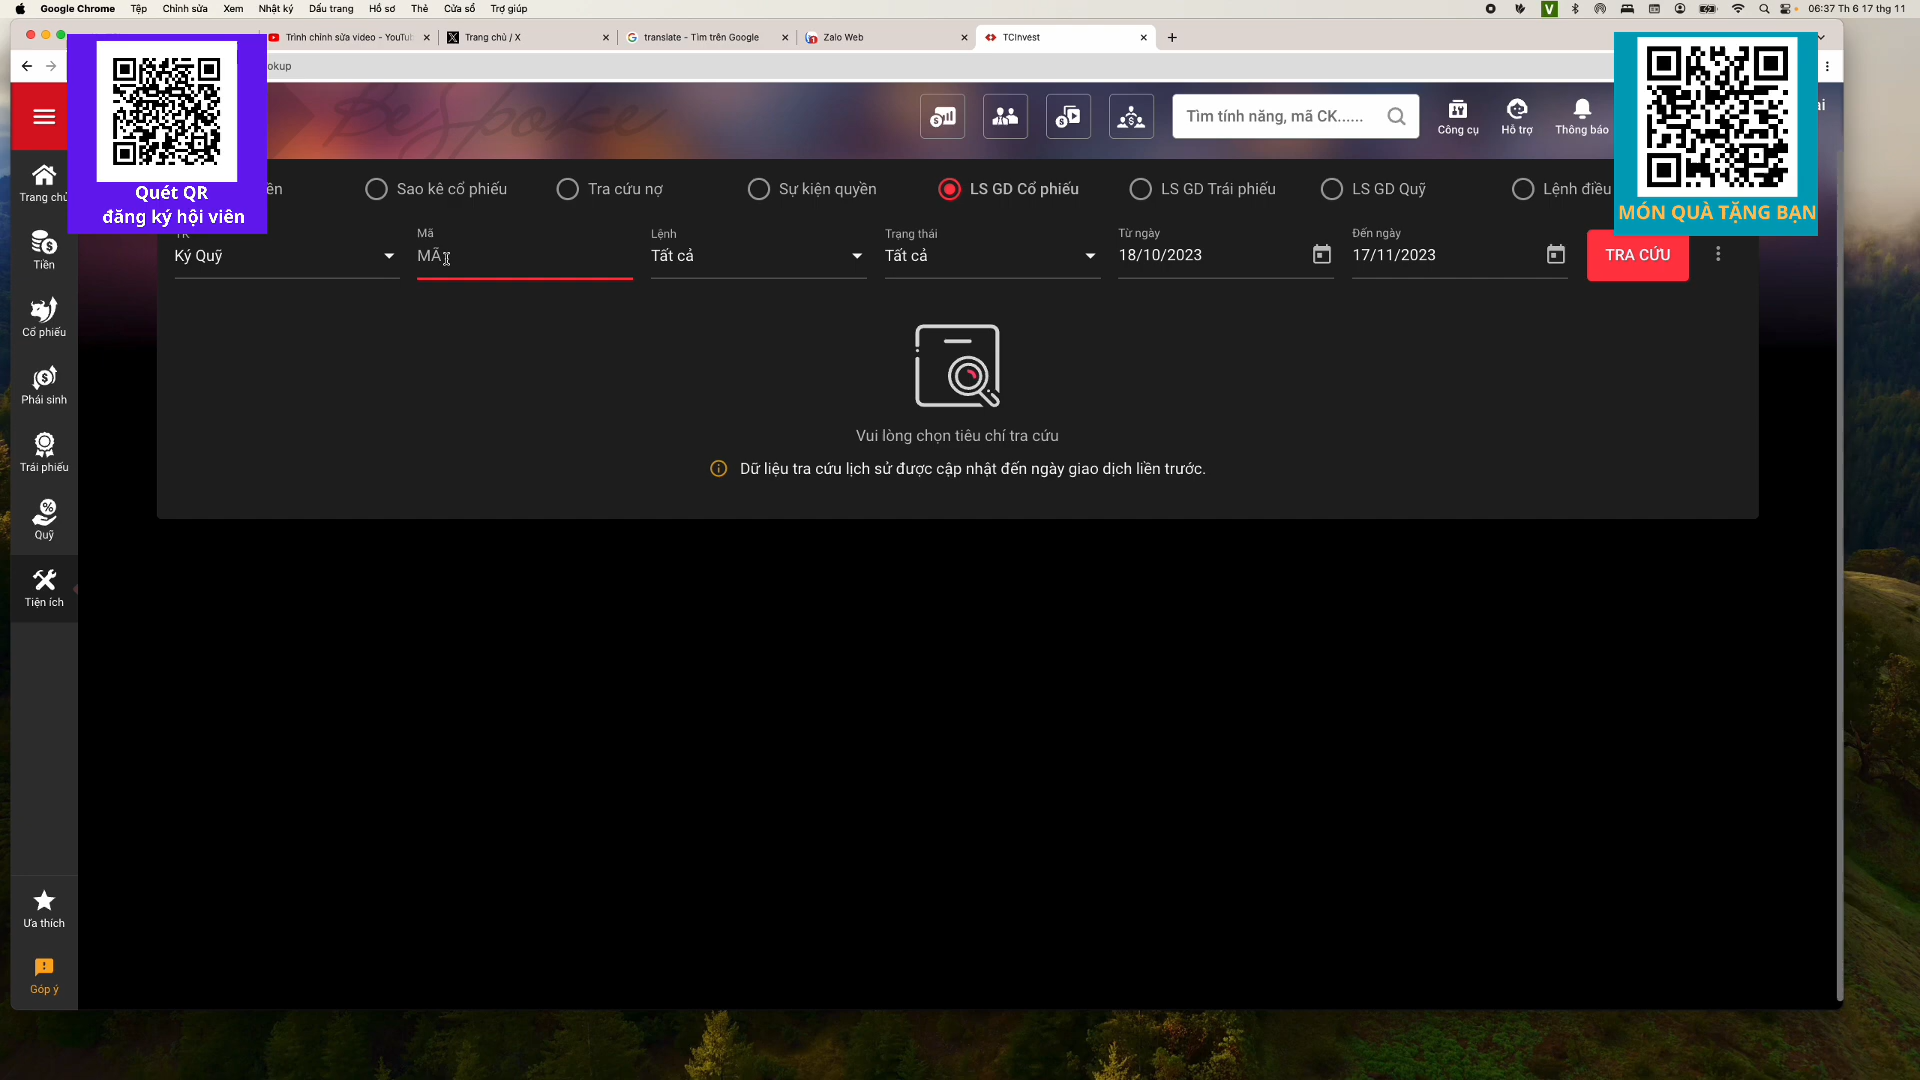 Google Chrome Tệp Chỉnh sửa Xem Nhật ký Dấu trang Hồ sơ Thẻ Cửa sổ Trợ giúp V 06:37 Th 6 17 thg 11
Trình chỉnh sửa video - YouTu Trang chủ / X translate - Tìm trên Google Zalo Web TCInvest
okup
Be Spoke
Tìm tính năng, mã CK......
Công cụ Hỗ trợ Thông báo
Quét QR
đăng ký hội viên
MÓN QUÀ TẶNG BẠN
Sao kê cổ phiếu Tra cứu nợ Sự kiện quyền LS GD Cổ phiếu LS GD Trái phiếu LS GD Quỹ Lệnh điều
TK Mã Lệnh Trạng thái Từ ngày Đến ngày
Ký Quỹ MÃ Tất cả Tất cả 18/10/2023 17/11/2023 TRA CỨU
Vui lòng chọn tiêu chí tra cứu
Dữ liệu tra cứu lịch sử được cập nhật đến ngày giao dịch liền trước.
Trang chủ
Tiền
Cổ phiếu
Phái sinh
Trái phiếu
Quỹ
Tiện ích
Ưa thích
Góp ý